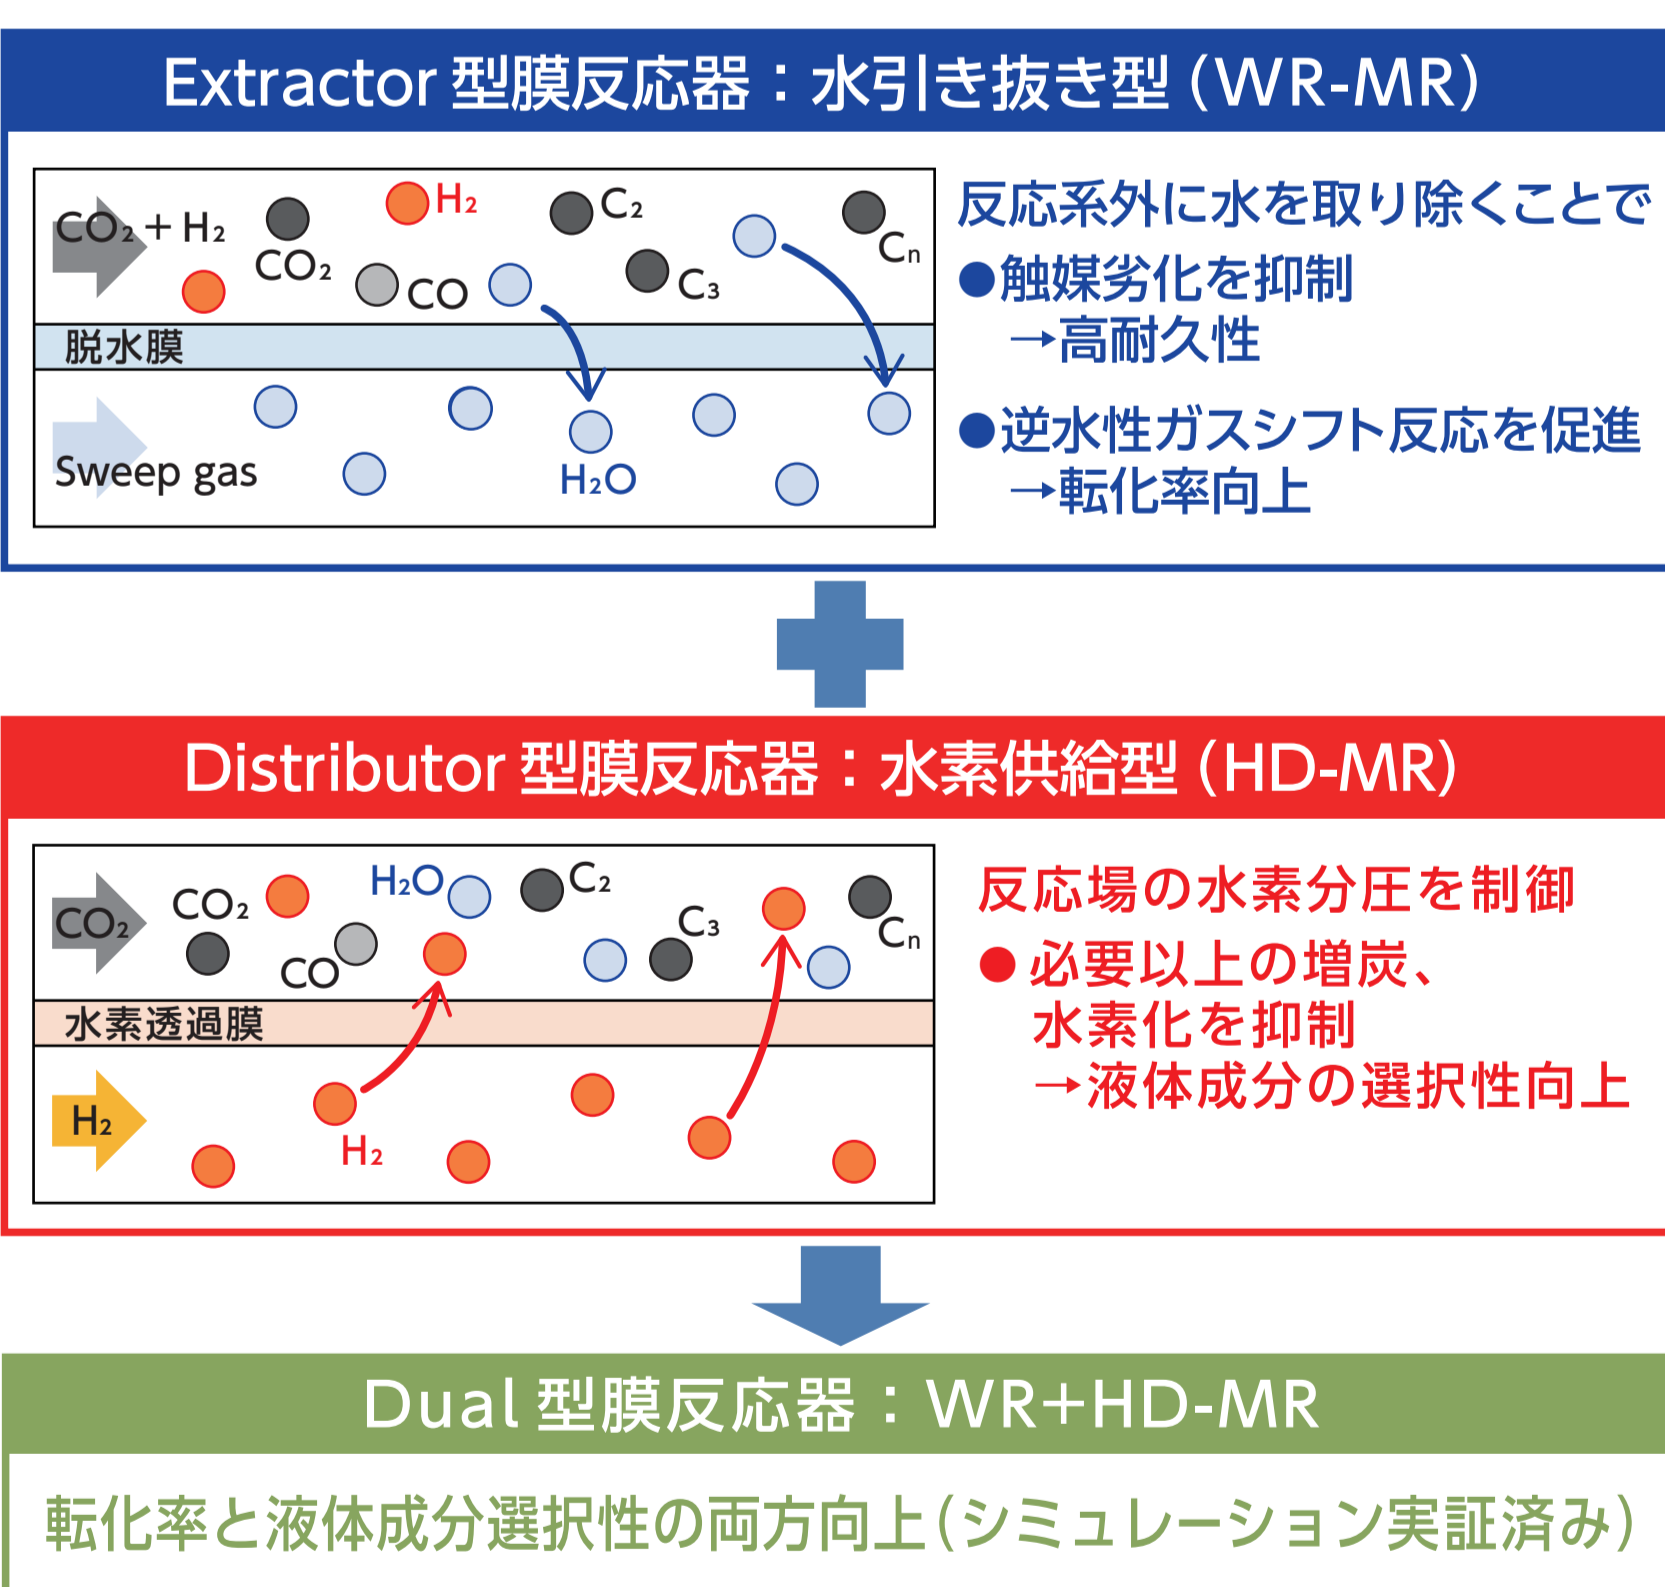 Extractor 型膜反応器：水引き抜き型（WR-MR）
CO₂＋H₂
CO₂
H₂
CO
C₂
C₃
Cn
脱水膜
Sweep gas
H₂O
反応系外に水を取り除くことで
●触媒劣化を抑制
→高耐久性
●逆水性ガスシフト反応を促進
→転化率向上
Distributor 型膜反応器：水素供給型（HD-MR）
CO₂
CO₂
CO
H₂O
C₂
C₃
Cn
水素透過膜
H₂
H₂
反応場の水素分圧を制御
●必要以上の増炭、
水素化を抑制
→液体成分の選択性向上
Dual 型膜反応器：WR＋HD-MR
転化率と液体成分選択性の両方向上（シミュレーション実証済み）